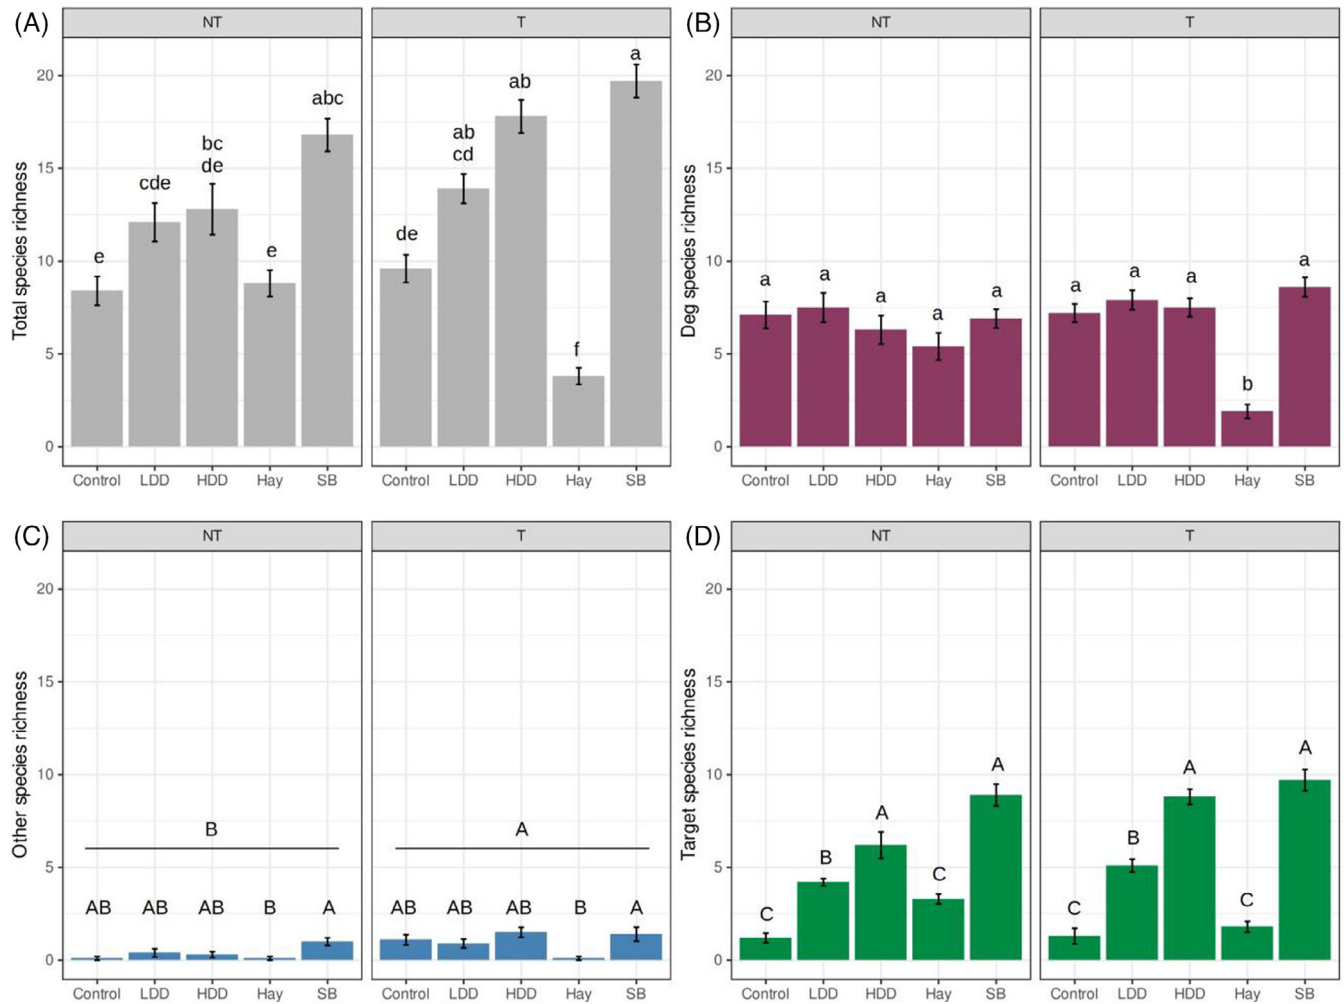 (A)
NT
T
Total species richness
20
15
10
5
0
e
cde
bc
de
e
abc
de
ab
cd
ab
f
a
Control LDD HDD Hay SB
Control LDD HDD Hay SB
(B)
NT
T
Deg species richness
20
15
10
5
0
a a a a a
a a a b a
Control LDD HDD Hay SB
Control LDD HDD Hay SB
(C)
NT
T
Other species richness
20
15
10
5
0
B
AB AB AB B A
A
AB AB AB B A
Control LDD HDD Hay SB
Control LDD HDD Hay SB
(D)
NT
T
Target species richness
20
15
10
5
0
C B A C A
C B A C A
Control LDD HDD Hay SB
Control LDD HDD Hay SB